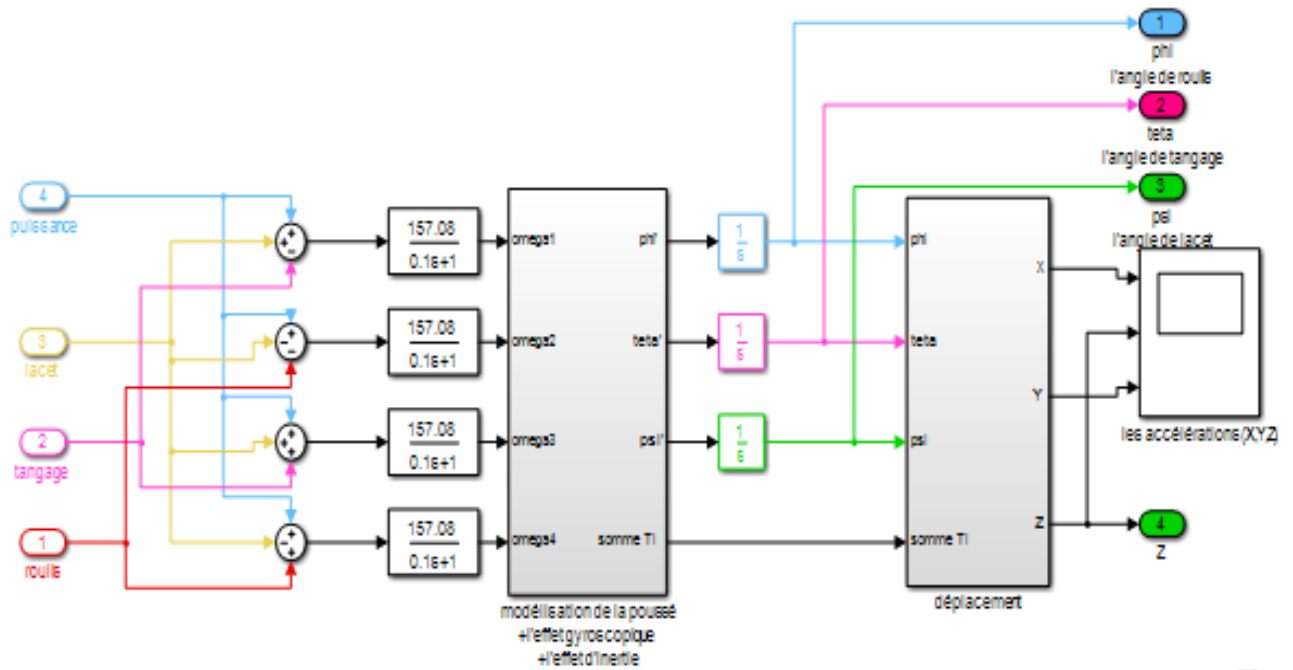 1
phi
l'angle de roulis
2
teta
l'angle de tangage
3
psi
l'angle de lacet
4
puissance
3
lacet
2
tangage
1
roulis
+
+
−
+
−
−
+
+
+
+
−
+
157.08
0.1s+1
157.08
0.1s+1
157.08
0.1s+1
157.08
0.1s+1
omega1
omega2
omega3
omega4
phi'
teta'
psi'
somme Ti
modélisation de la poussé
+l'effet gyroscopique
+l'effet d'inertie
1
s
1
s
1
s
phi
teta
psi
somme Ti
X
Y
Z
déplacement
les accélérations (XYZ)
4
Z